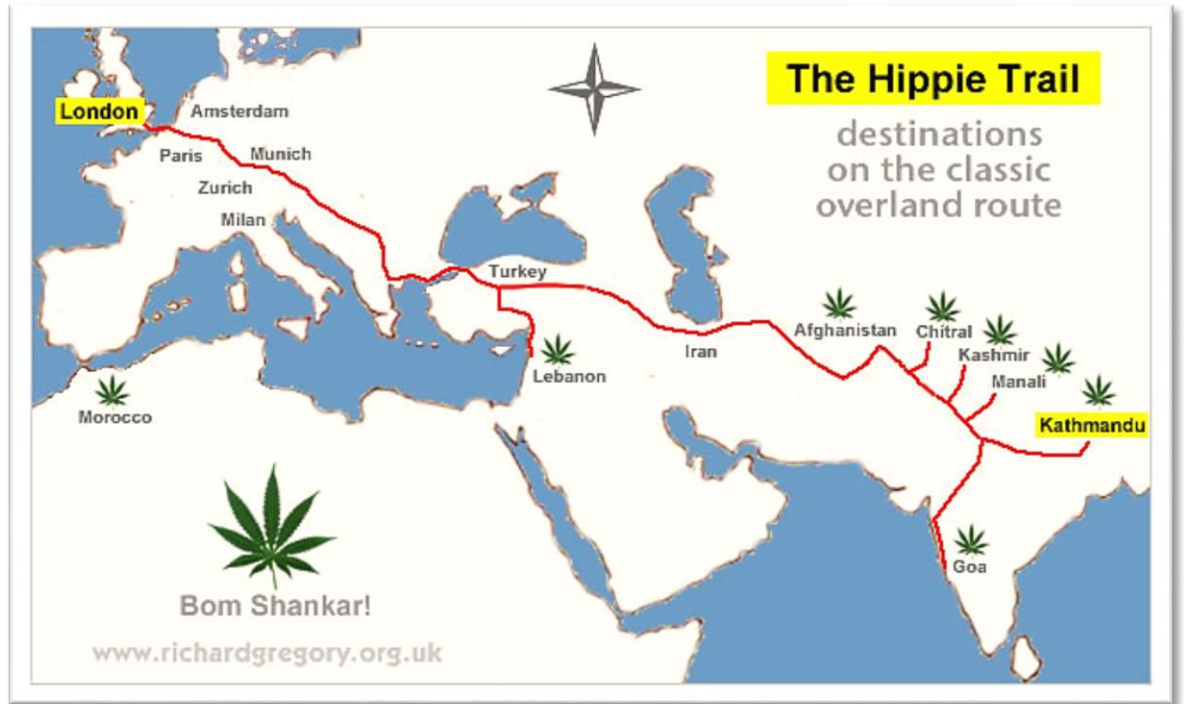 The Hippie Trail
destinations
on the classic
overland route
London
Amsterdam
Paris
Munich
Zurich
Milan
Turkey
Lebanon
Morocco
Iran
Afghanistan
Chitral
Kashmir
Manali
Kathmandu
Goa
Bom Shankar!
www.richardgregory.org.uk